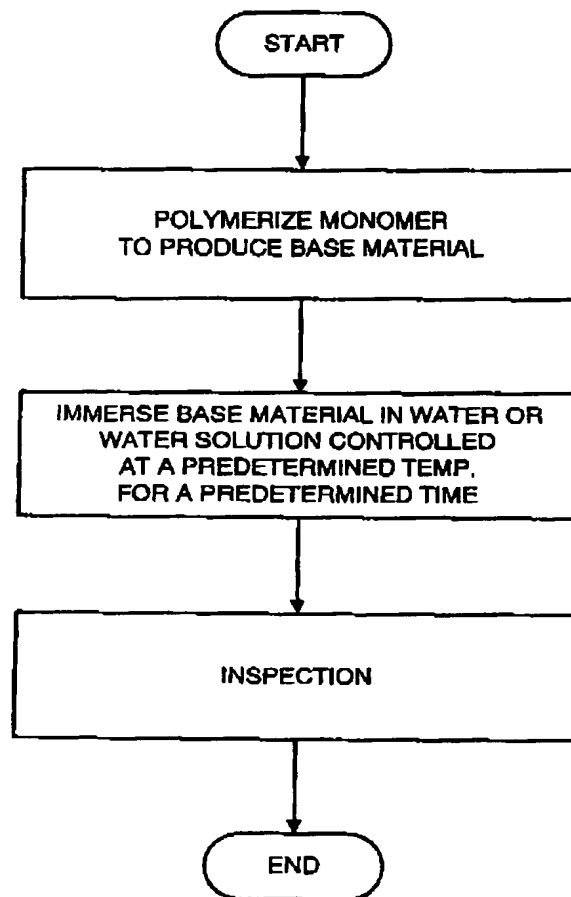 START
POLYMERIZE MONOMER
TO PRODUCE BASE MATERIAL
IMMERSE BASE MATERIAL IN WATER OR
WATER SOLUTION CONTROLLED
AT A PREDETERMINED TEMP.
FOR A PREDETERMINED TIME
INSPECTION
END